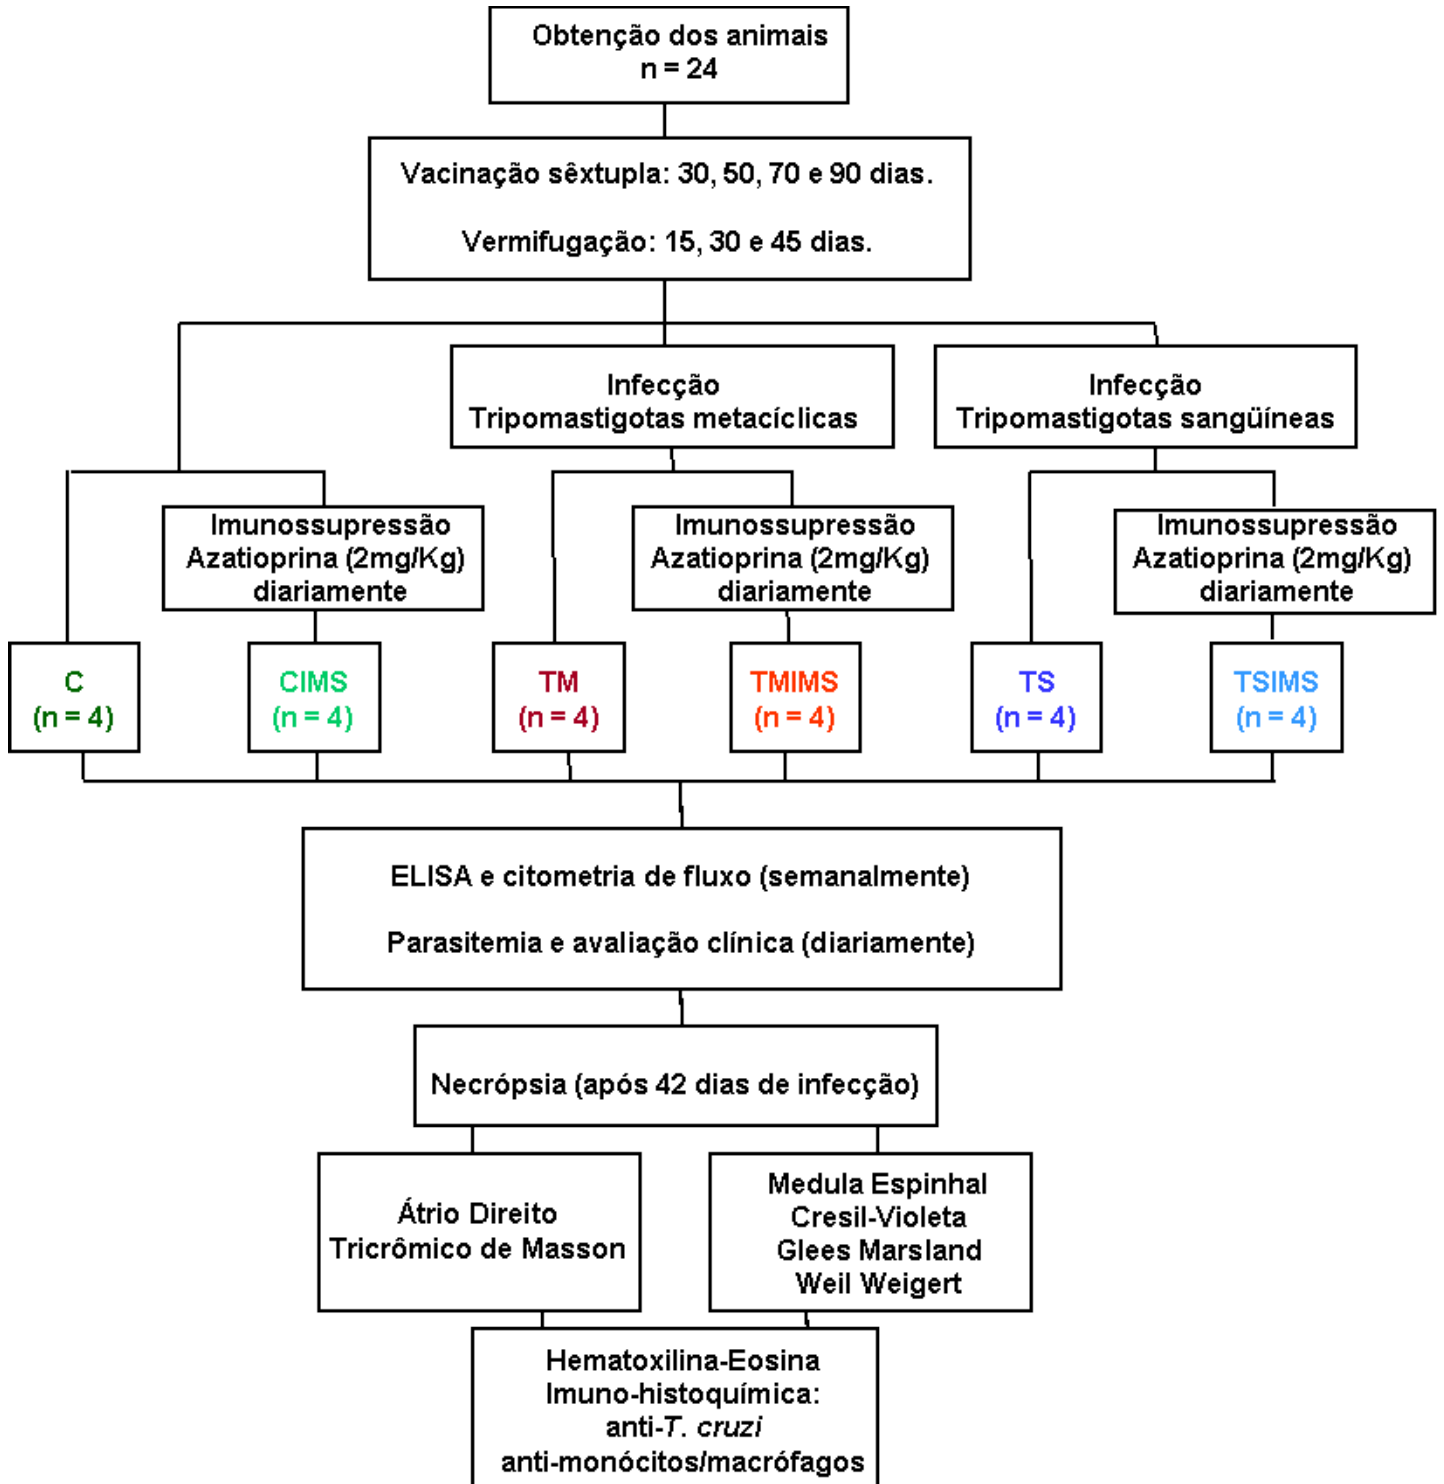 Obtenção dos animais
n = 24
Vacinação sêxtupla: 30, 50, 70 e 90 dias.
Vermifugação: 15, 30 e 45 dias.
Infecção
Tripomastigotas metacíclicas
Infecção
Tripomastigotas sangüíneas
Imunossupressão
Azatioprina (2mg/Kg)
diariamente
Imunossupressão
Azatioprina (2mg/Kg)
diariamente
Imunossupressão
Azatioprina (2mg/Kg)
diariamente
C
(n = 4)
CIMS
(n = 4)
TM
(n = 4)
TMIMS
(n = 4)
TS
(n = 4)
TSIMS
(n = 4)
ELISA e citometria de fluxo (semanalmente)
Parasitemia e avaliação clínica (diariamente)
Necrópsia (após 42 dias de infecção)
Átrio Direito
Tricrômico de Masson
Medula Espinhal
Cresil-Violeta
Glees Marsland
Weil Weigert
Hematoxilina-Eosina
Imuno-histoquímica:
anti-T. cruzi
anti-monócitos/macrófagos